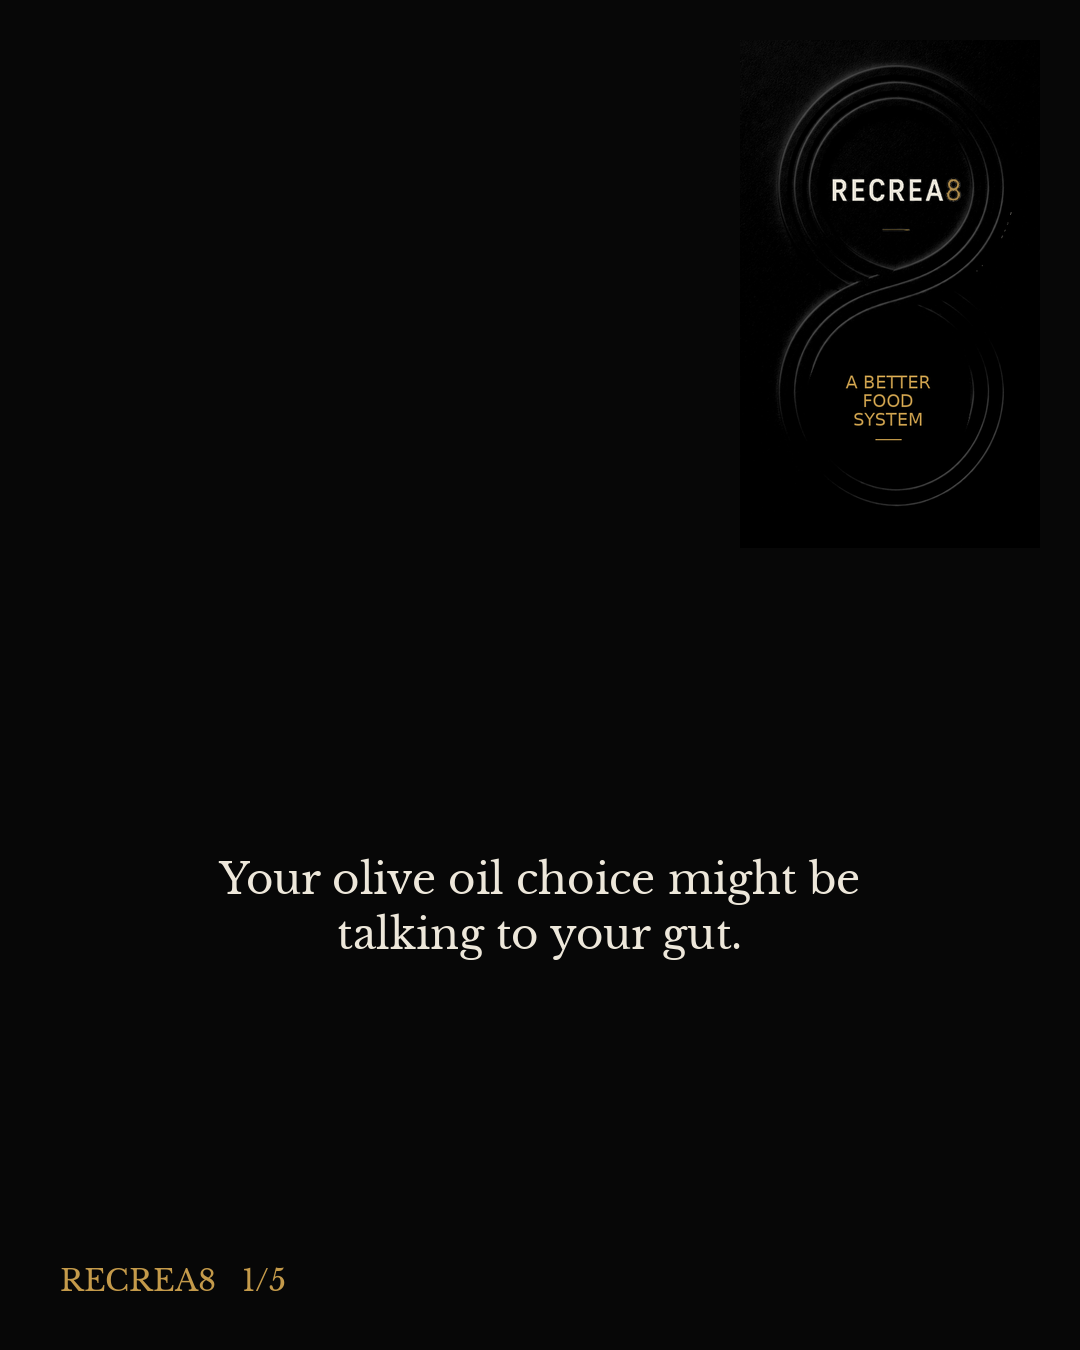 RECREA8
A BETTER
FOOD
SYSTEM
Your olive oil choice might be
talking to your gut.
RECREA8 1/5